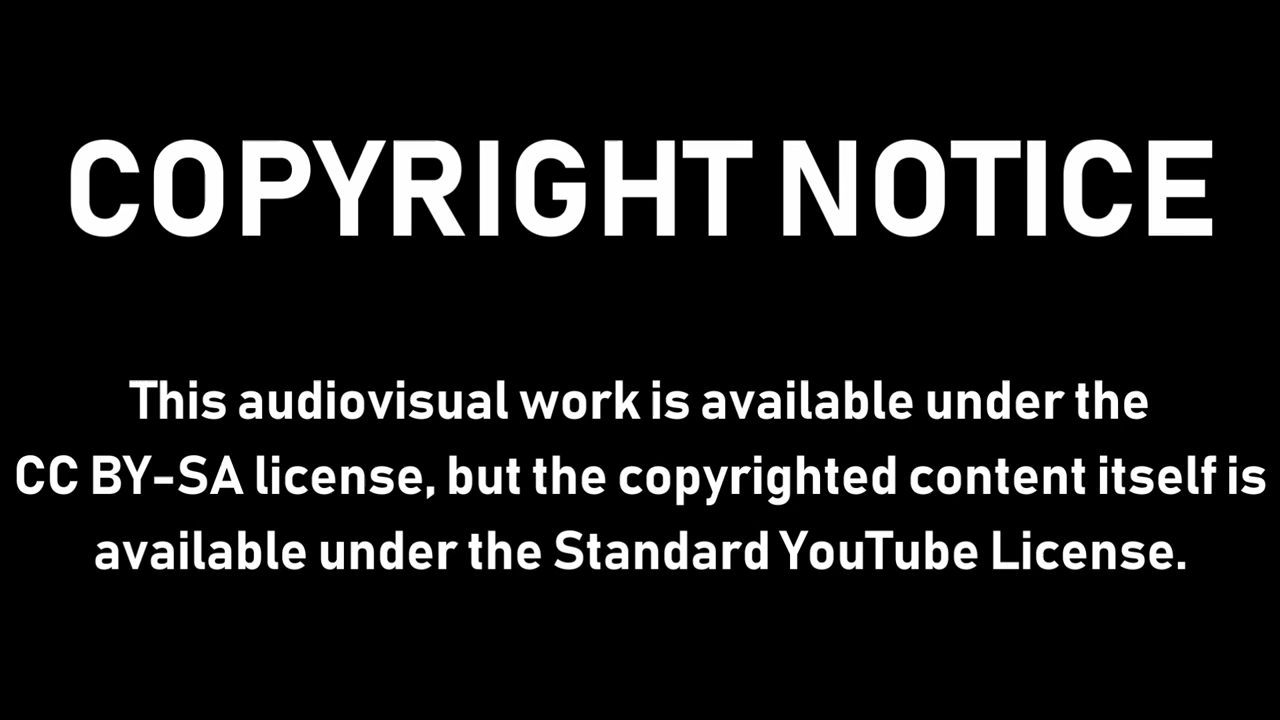 COPYRIGHT NOTICE
This audiovisual work is available under the
CC BY-SA license, but the copyrighted content itself is
available under the Standard YouTube License.